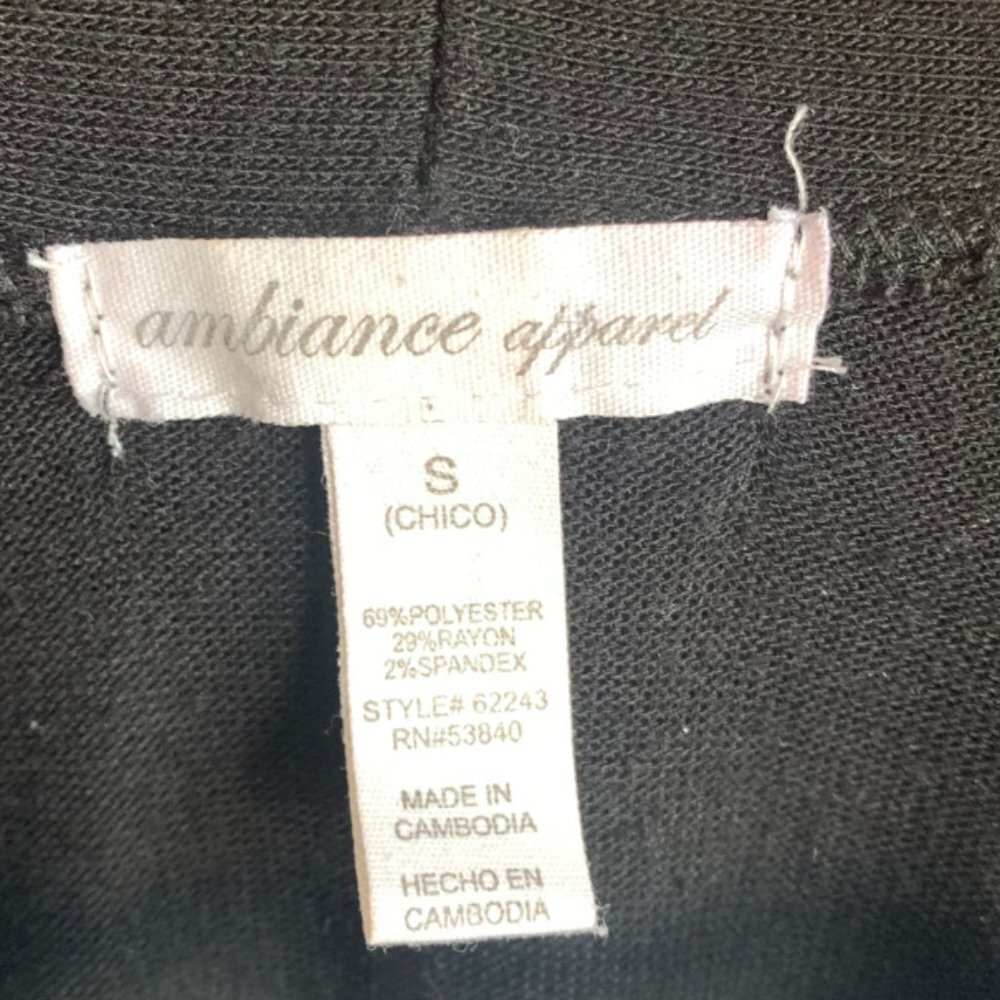 ambiance apparel
S
(CHICO)
69%POLYESTER
29%RAYON
2%SPANDEX
STYLE# 62243
RN#53840
MADE IN
CAMBODIA
HECHO EN
CAMBODIA